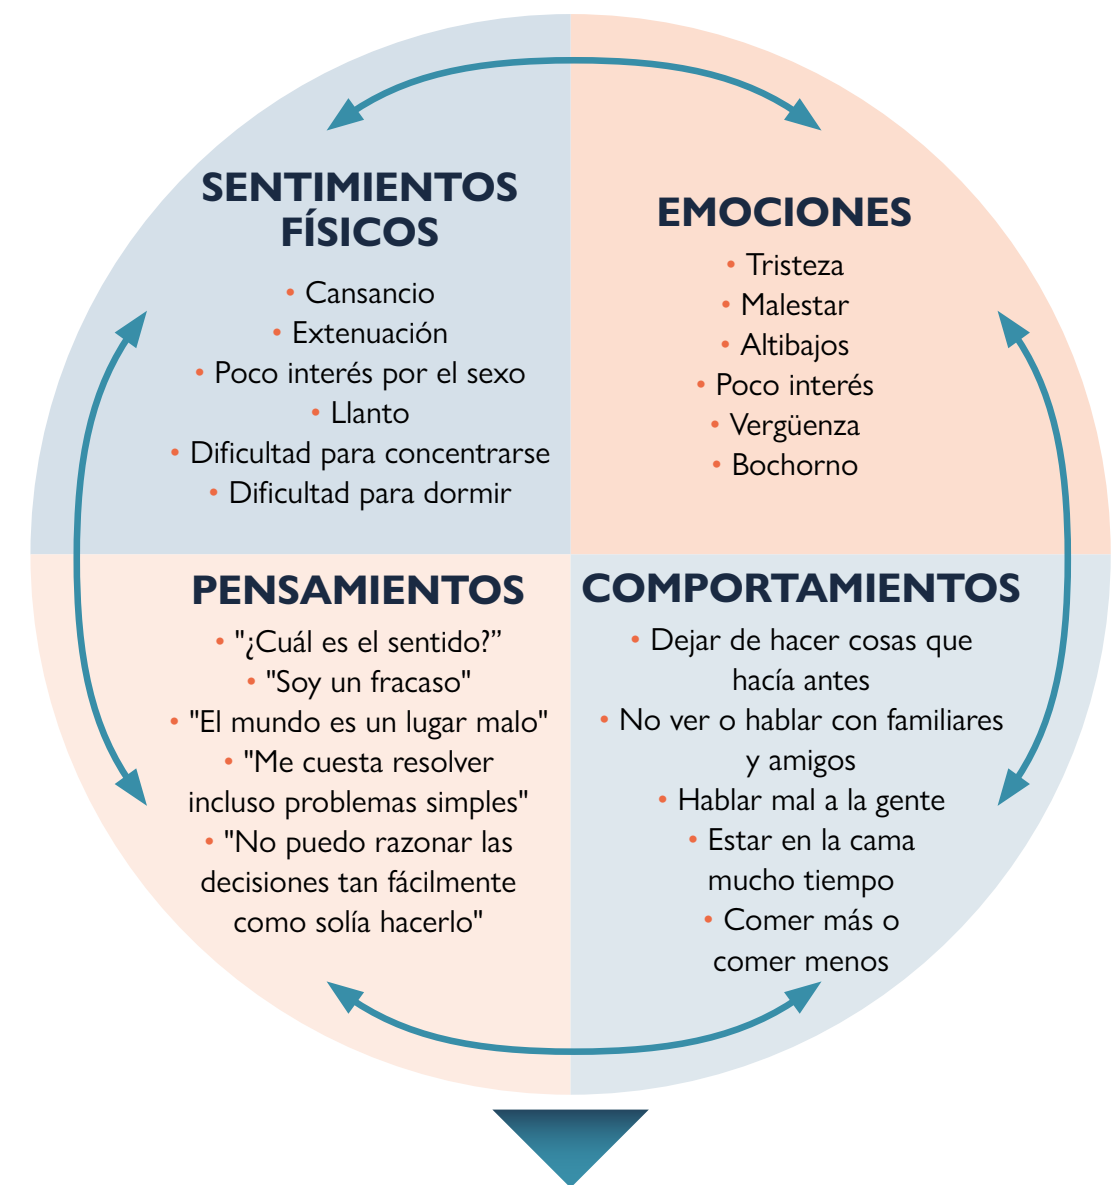 SENTIMIENTOS
FÍSICOS
• Cansancio
• Extenuación
• Poco interés por el sexo
• Llanto
• Dificultad para concentrarse
• Dificultad para dormir
EMOCIONES
• Tristeza
• Malestar
• Altibajos
• Poco interés
• Vergüenza
• Bochorno
PENSAMIENTOS
• "¿Cuál es el sentido?”
• "Soy un fracaso"
• "El mundo es un lugar malo"
• "Me cuesta resolver
incluso problemas simples"
• "No puedo razonar las
decisiones tan fácilmente
como solía hacerlo"
COMPORTAMIENTOS
• Dejar de hacer cosas que
hacía antes
• No ver o hablar con familiares
y amigos
• Hablar mal a la gente
• Estar en la cama
mucho tiempo
• Comer más o
comer menos